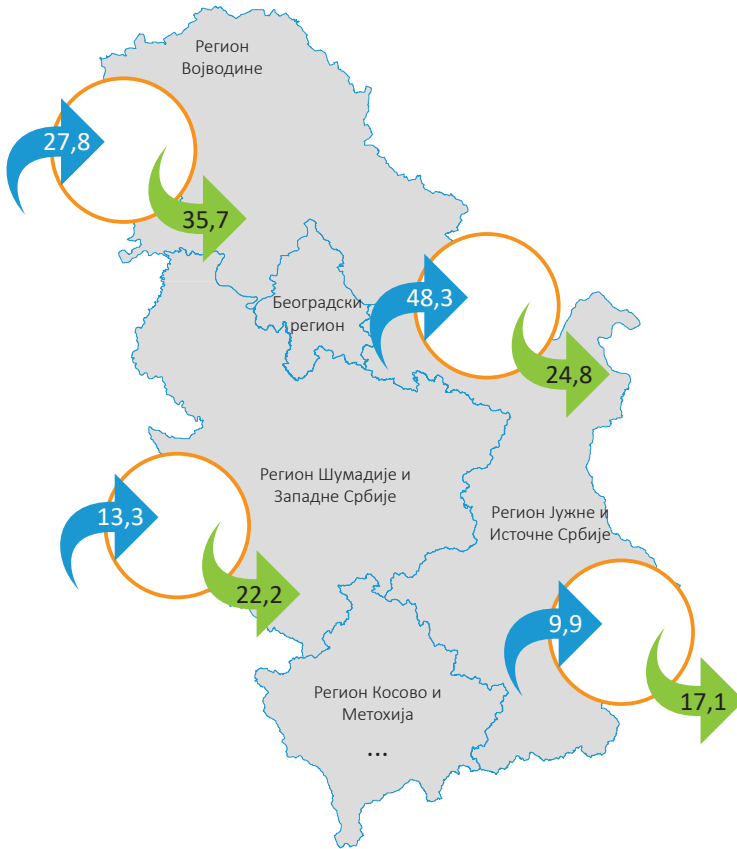 Регион
Војводине
27,8
35,7
Београдски
регион
48,3
24,8
Регион Шумадије и
Западне Србије
13,3
22,2
Регион Јужне и
Источне Србије
9,9
17,1
Регион Косово и
Метохија
...